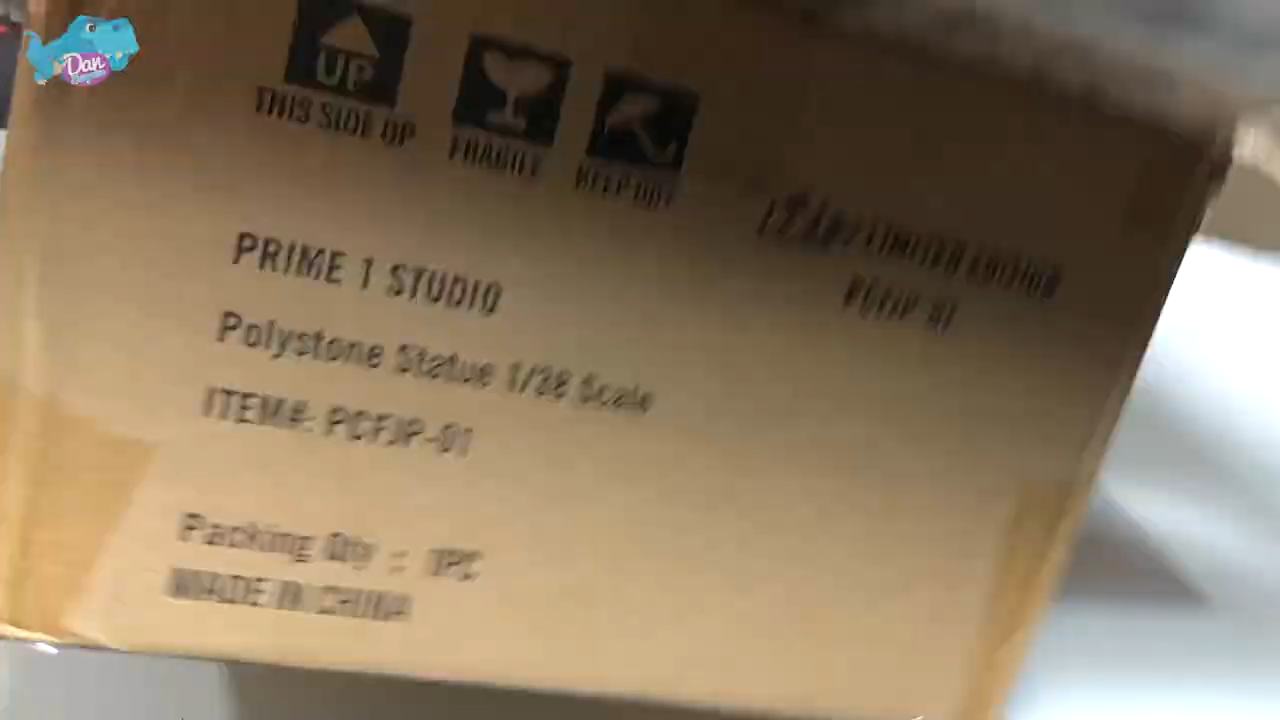 Dan
UP
THIS SIDE UP
FRAGILE
KEEP DRY
LIMITED EDITION
PCFJP-01
PRIME 1 STUDIO
Polystone Statue 1/38 Scale
ITEM#: PCFJP-01
Packing Qty : 1PC
MADE IN CHINA